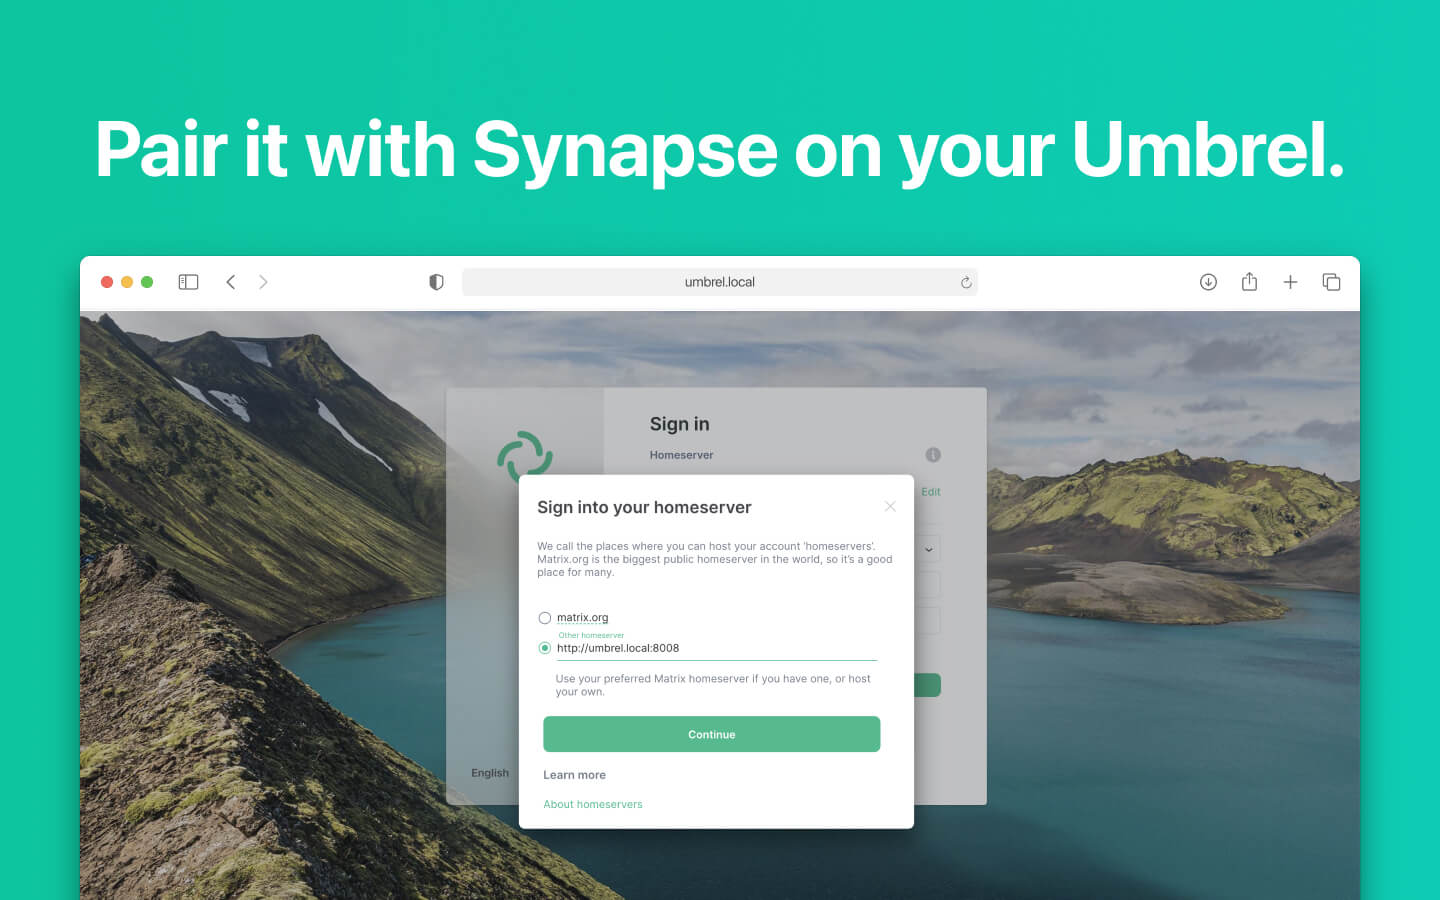 Pair it with Synapse on your Umbrel.
umbrel.local
Sign in
Homeserver
Edit
Sign into your homeserver
We call the places where you can host your account ‘homeservers’.
Matrix.org is the biggest public homeserver in the world, so it’s a good
place for many.
matrix.org
Other homeserver
http://umbrel.local:8008
Use your preferred Matrix homeserver if you have one, or host
your own.
Continue
Learn more
About homeservers
English